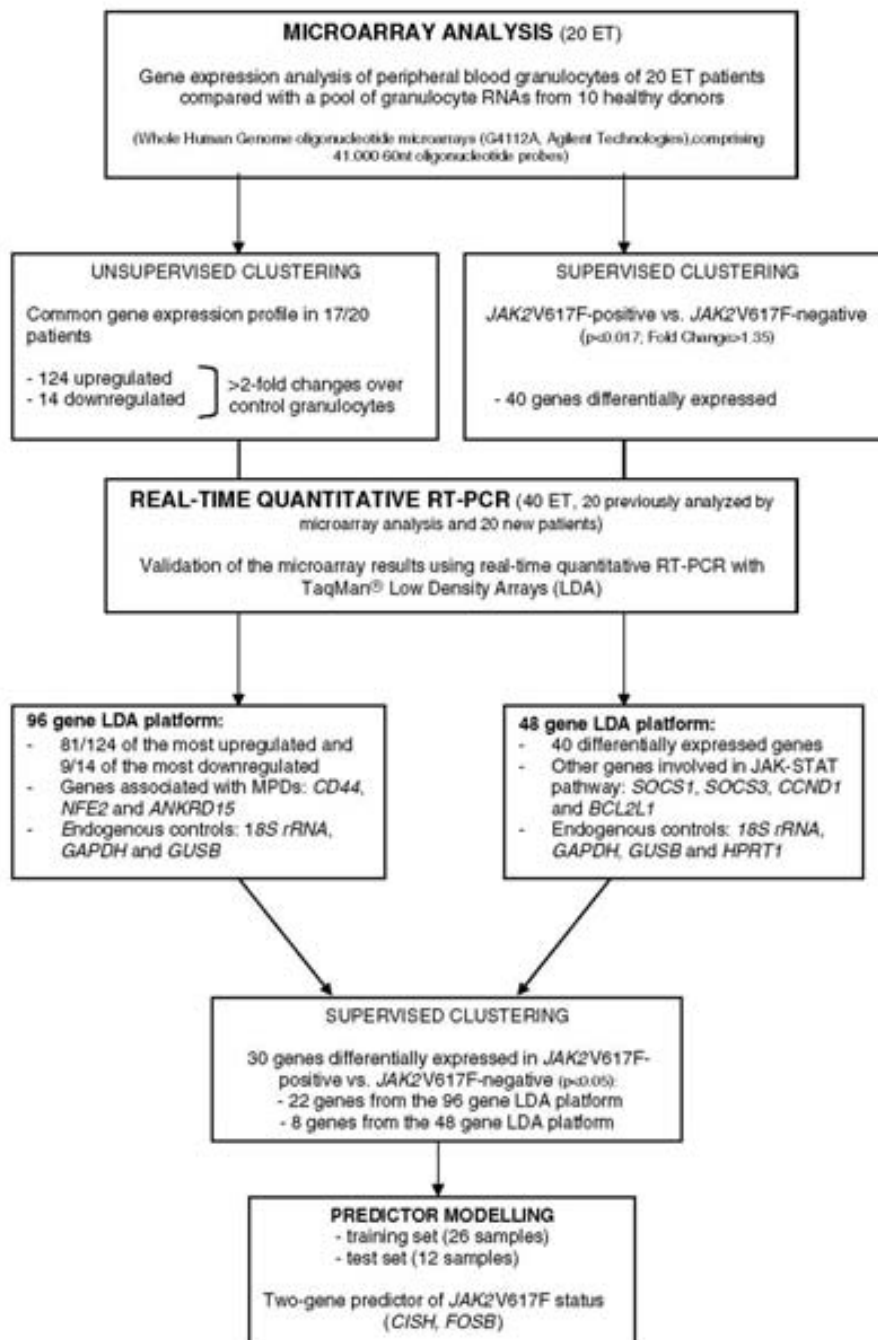 MICROARRAY ANALYSIS (20 ET)
Gene expression analysis of peripheral blood granulocytes of 20 ET patients
compared with a pool of granulocyte RNAs from 10 healthy donors
(Whole Human Genome oligonucleotide microarrays (G4112A, Agilent Technologies),comprising
41.000 60nt oligonucleotide probes)
UNSUPERVISED CLUSTERING
Common gene expression profile in 17/20
patients
- 124 upregulated
- 14 downregulated
>2-fold changes over
control granulocytes
SUPERVISED CLUSTERING
JAK2V617F-positive vs. JAK2V617F-negative
(p<0.017; Fold Change>1.35)
- 40 genes differentially expressed
REAL-TIME QUANTITATIVE RT-PCR (40 ET, 20 previously analyzed by
microarray analysis and 20 new patients)
Validation of the microarray results using real-time quantitative RT-PCR with
TaqMan® Low Density Arrays (LDA)
96 gene LDA platform:
- 81/124 of the most upregulated and
9/14 of the most downregulated
- Genes associated with MPDs: CD44,
NFE2 and ANKRD15
- Endogenous controls: 18S rRNA,
GAPDH and GUSB
48 gene LDA platform:
- 40 differentially expressed genes
- Other genes involved in JAK-STAT
pathway: SOCS1, SOCS3, CCND1
and BCL2L1
- Endogenous controls: 18S rRNA,
GAPDH, GUSB and HPRT1
SUPERVISED CLUSTERING
30 genes differentially expressed in JAK2V617F-
positive vs. JAK2V617F-negative (p<0.05):
- 22 genes from the 96 gene LDA platform
- 8 genes from the 48 gene LDA platform
PREDICTOR MODELLING
- training set (26 samples)
- test set (12 samples)
Two-gene predictor of JAK2V617F status
(CISH, FOSB)